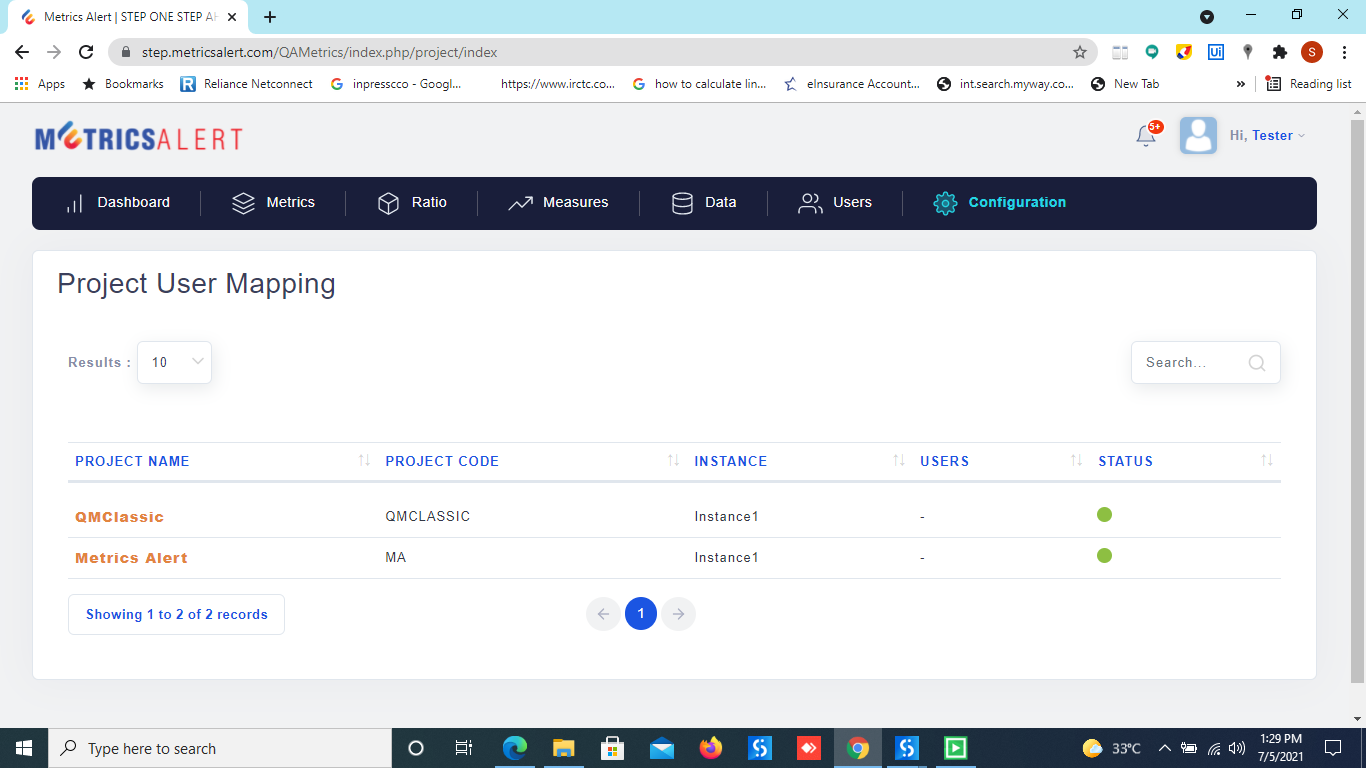 Metrics Alert | STEP ONE STEP AH
step.metricsalert.com/QAMetrics/index.php/project/index
S
Apps
Bookmarks
Reliance Netconnect
inpresscco - Googl...
https://www.irctc.co...
how to calculate lin...
eInsurance Account...
int.search.myway.co...
New Tab
»
Reading list
METRICSALERT
5+
Hi, Tester
Dashboard
Metrics
Ratio
Measures
Data
Users
Configuration
Project User Mapping
Results :
10
Search...
PROJECT NAME PROJECT CODE INSTANCE USERS STATUS
QMClassic QMCLASSIC Instance1 -
Metrics Alert MA Instance1 -
Showing 1 to 2 of 2 records
1
Type here to search
33°C
1:29 PM
7/5/2021